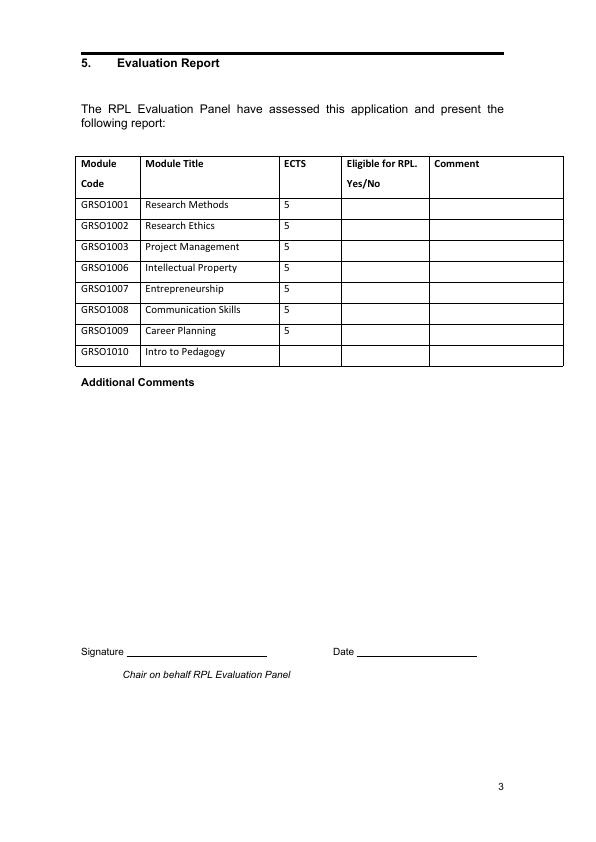 5. Evaluation Report
The RPL Evaluation Panel have assessed this application and present the
following report:
Module Code Module Title ECTS Eligible for RPL. Yes/No Comment
GRSO1001 Research Methods 5
GRSO1002 Research Ethics 5
GRSO1003 Project Management 5
GRSO1006 Intellectual Property 5
GRSO1007 Entrepreneurship 5
GRSO1008 Communication Skills 5
GRSO1009 Career Planning 5
GRSO1010 Intro to Pedagogy
Additional Comments
Signature Date
Chair on behalf RPL Evaluation Panel
3